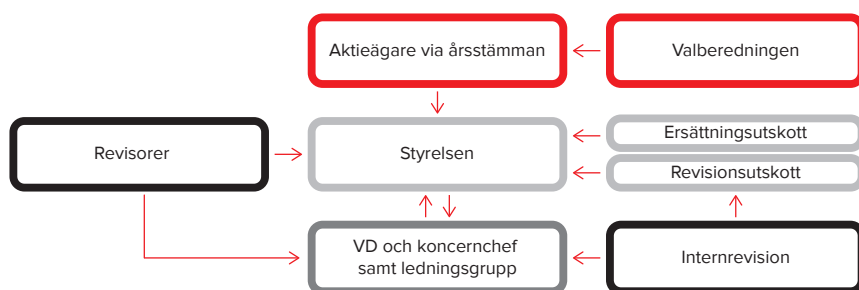 Aktieägare via årsstämman
Valberedningen
Revisorer
Styrelsen
Ersättningsutskott
Revisionsutskott
VD och koncernchef
samt ledningsgrupp
Internrevision